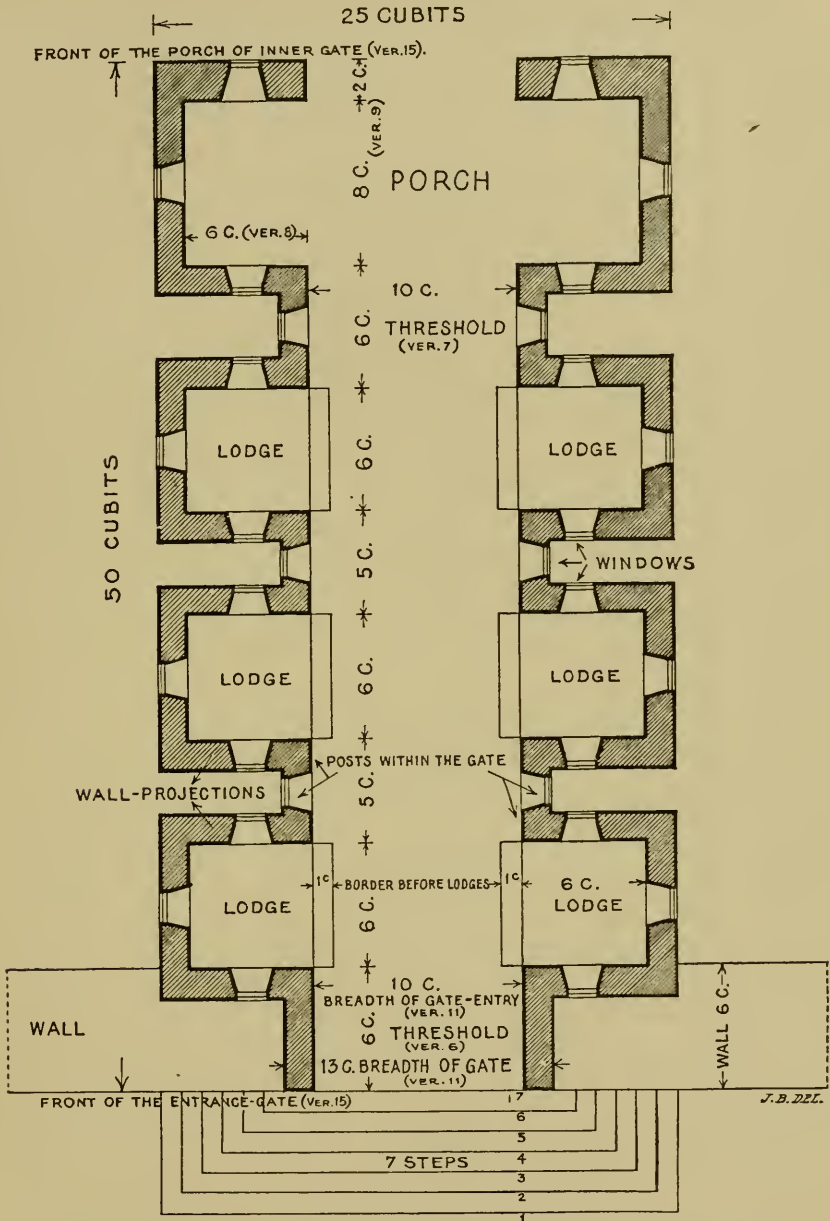 25 CUBITS
FRONT OF THE PORCH OF INNER GATE (VER.15).
2 C.
8 C. (VER.9)
PORCH
6 C. (VER.8)
10 C.
6 C.
THRESHOLD
(VER.7)
50 CUBITS
LODGE
6 C.
LODGE
5 C.
WINDOWS
LODGE
6 C.
LODGE
POSTS WITHIN THE GATE
WALL-PROJECTIONS
5 C.
1 C
BORDER BEFORE LODGES
1 C
6 C.
LODGE
LODGE
6 C.
10 C.
BREADTH OF GATE-ENTRY
(VER.11)
WALL
6 C.
THRESHOLD
(VER.6)
WALL 6 C.
13 C. BREADTH OF GATE
(VER.11)
FRONT OF THE ENTRANCE-GATE (VER.15)
J.B. DEL.
17
6
5
7 STEPS
4
3
2
1